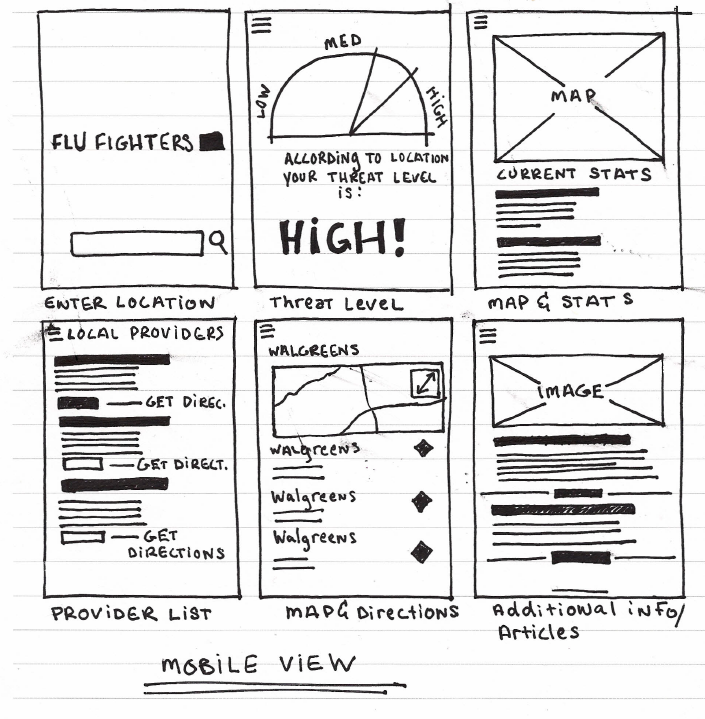 FLU FIGHTERS
ENTER LOCATION
LOW
MED
HIGH
ACCORDING TO LOCATION
YOUR THREAT LEVEL
is:
HiGH!
Threat Level
MAP
CURRENT STATS
MAP & STATS
LOCAL PROVIDERS
GET DIREC.
GET DIRECT.
GET
DIRECTIONS
PROVIDER LIST
WALGREENS
WALgreens
Walgreens
Walgreens
MAP & Directions
iMAGE
Additional iNFO/
Articles
MOBILE VIEW